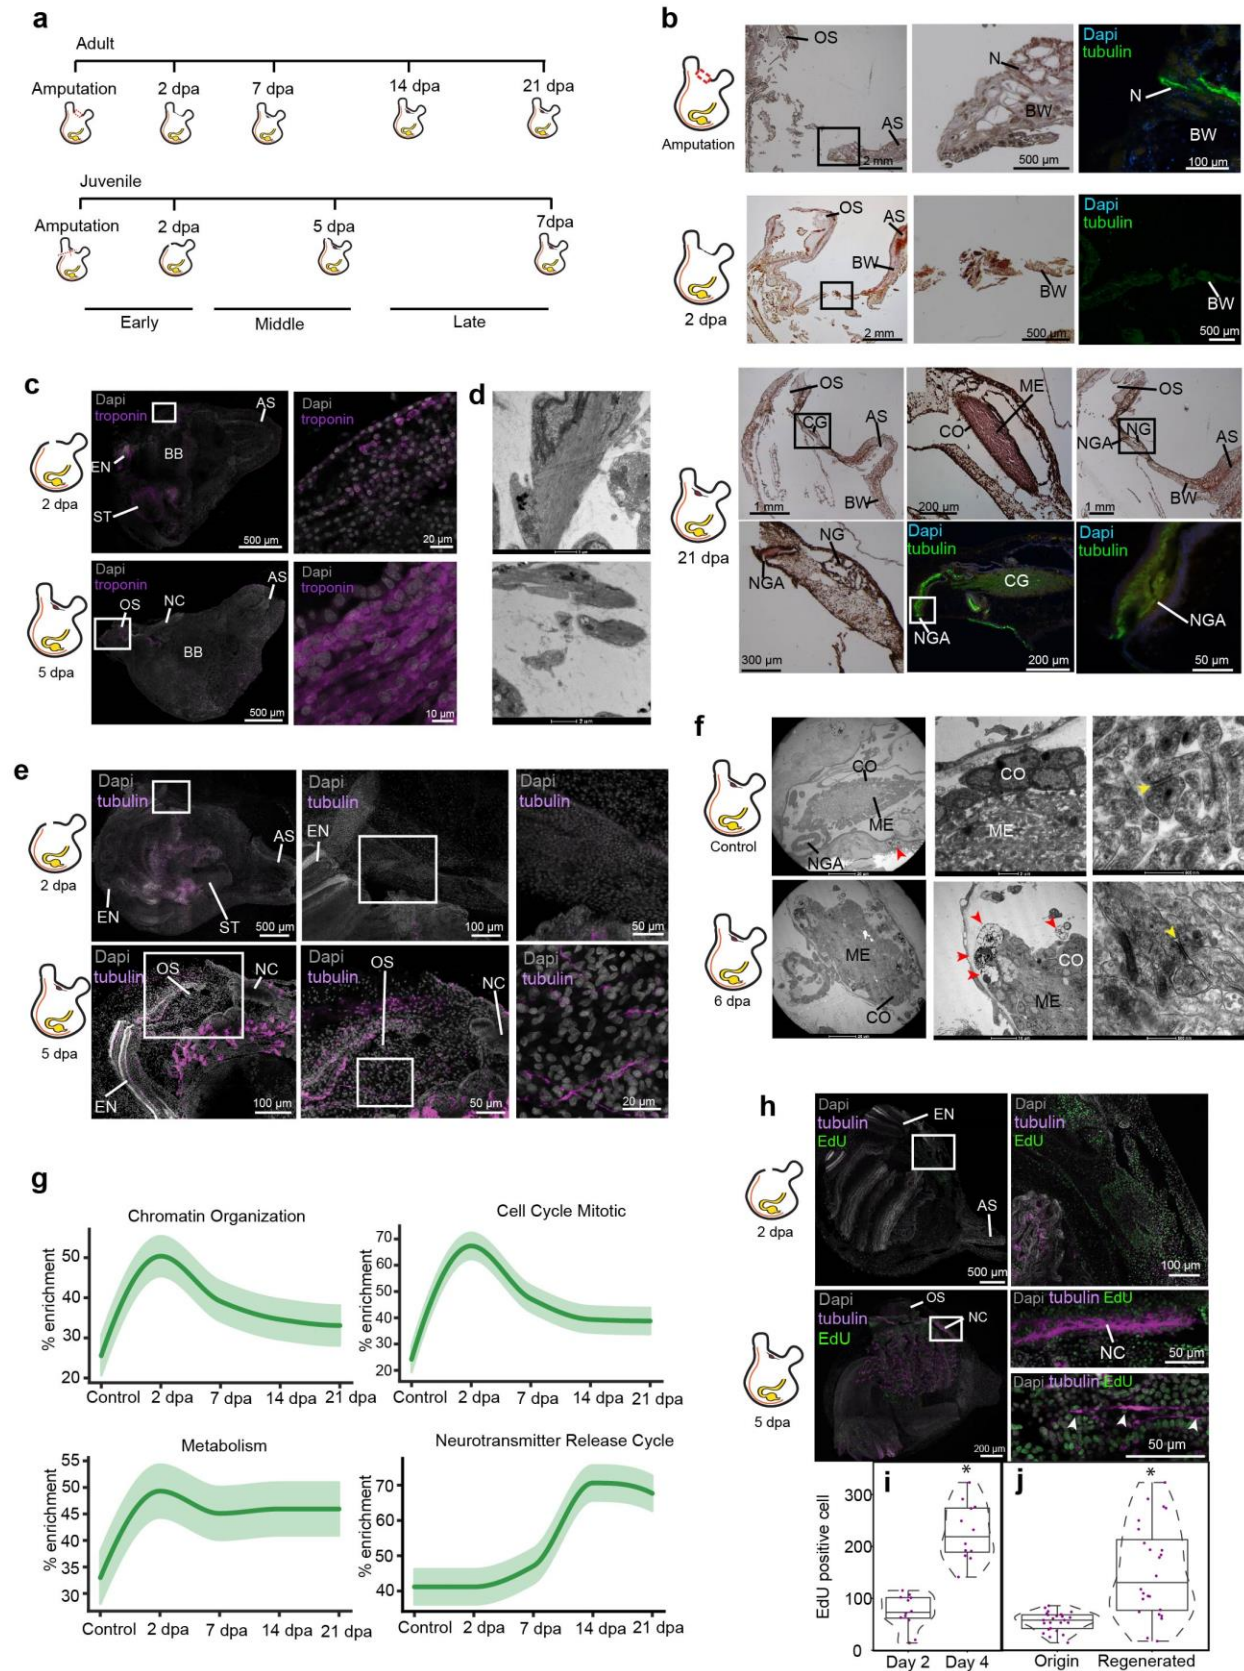 a
Adult
Amputation
2 dpa
7 dpa
14 dpa
21 dpa
Juvenile
Amputation
2 dpa
5 dpa
7dpa
Early
Middle
Late
b
Amputation
OS
AS
2 mm
N
BW
500 µm
Dapi
tubulin
N
BW
100 µm
2 dpa
OS
AS
BW
2 mm
BW
500 µm
Dapi
tubulin
BW
500 µm
21 dpa
OS
CG
AS
BW
1 mm
ME
CO
200 µm
OS
NG
NGA
AS
BW
1 mm
NG
NGA
300 µm
Dapi
tubulin
CG
NGA
200 µm
Dapi
tubulin
NGA
50 µm
c
2 dpa
Dapi
troponin
AS
EN
BB
ST
500 µm
Dapi
troponin
20 µm
5 dpa
Dapi
troponin
AS
OS
NC
BB
500 µm
Dapi
troponin
10 µm
d
e
2 dpa
Dapi
tubulin
AS
EN
ST
500 µm
Dapi
tubulin
EN
100 µm
Dapi
tubulin
50 µm
5 dpa
Dapi
tubulin
OS
NC
EN
100 µm
Dapi
tubulin
OS
NC
50 µm
Dapi
tubulin
20 µm
f
Control
CO
ME
NGA
CO
ME
6 dpa
ME
CO
CO
ME
g
Chromatin Organization
% enrichment
50
40
30
20
Control
2 dpa
7 dpa
14 dpa
21 dpa
Cell Cycle Mitotic
% enrichment
70
60
50
40
30
20
Control
2 dpa
7 dpa
14 dpa
21 dpa
Metabolism
% enrichment
55
50
45
40
35
30
Control
2 dpa
7 dpa
14 dpa
21 dpa
Neurotransmitter Release Cycle
% enrichment
70
60
50
40
Control
2 dpa
7 dpa
14 dpa
21 dpa
h
2 dpa
Dapi
tubulin
EdU
EN
AS
500 µm
Dapi
tubulin
EdU
100 µm
5 dpa
Dapi
tubulin
EdU
OS
NC
200 µm
Dapi tubulin EdU
NC
50 µm
Dapi tubulin EdU
50 µm
i
*
EdU positive cell
300
200
100
0
Day 2
Day 4
j
*
Origin
Regenerated